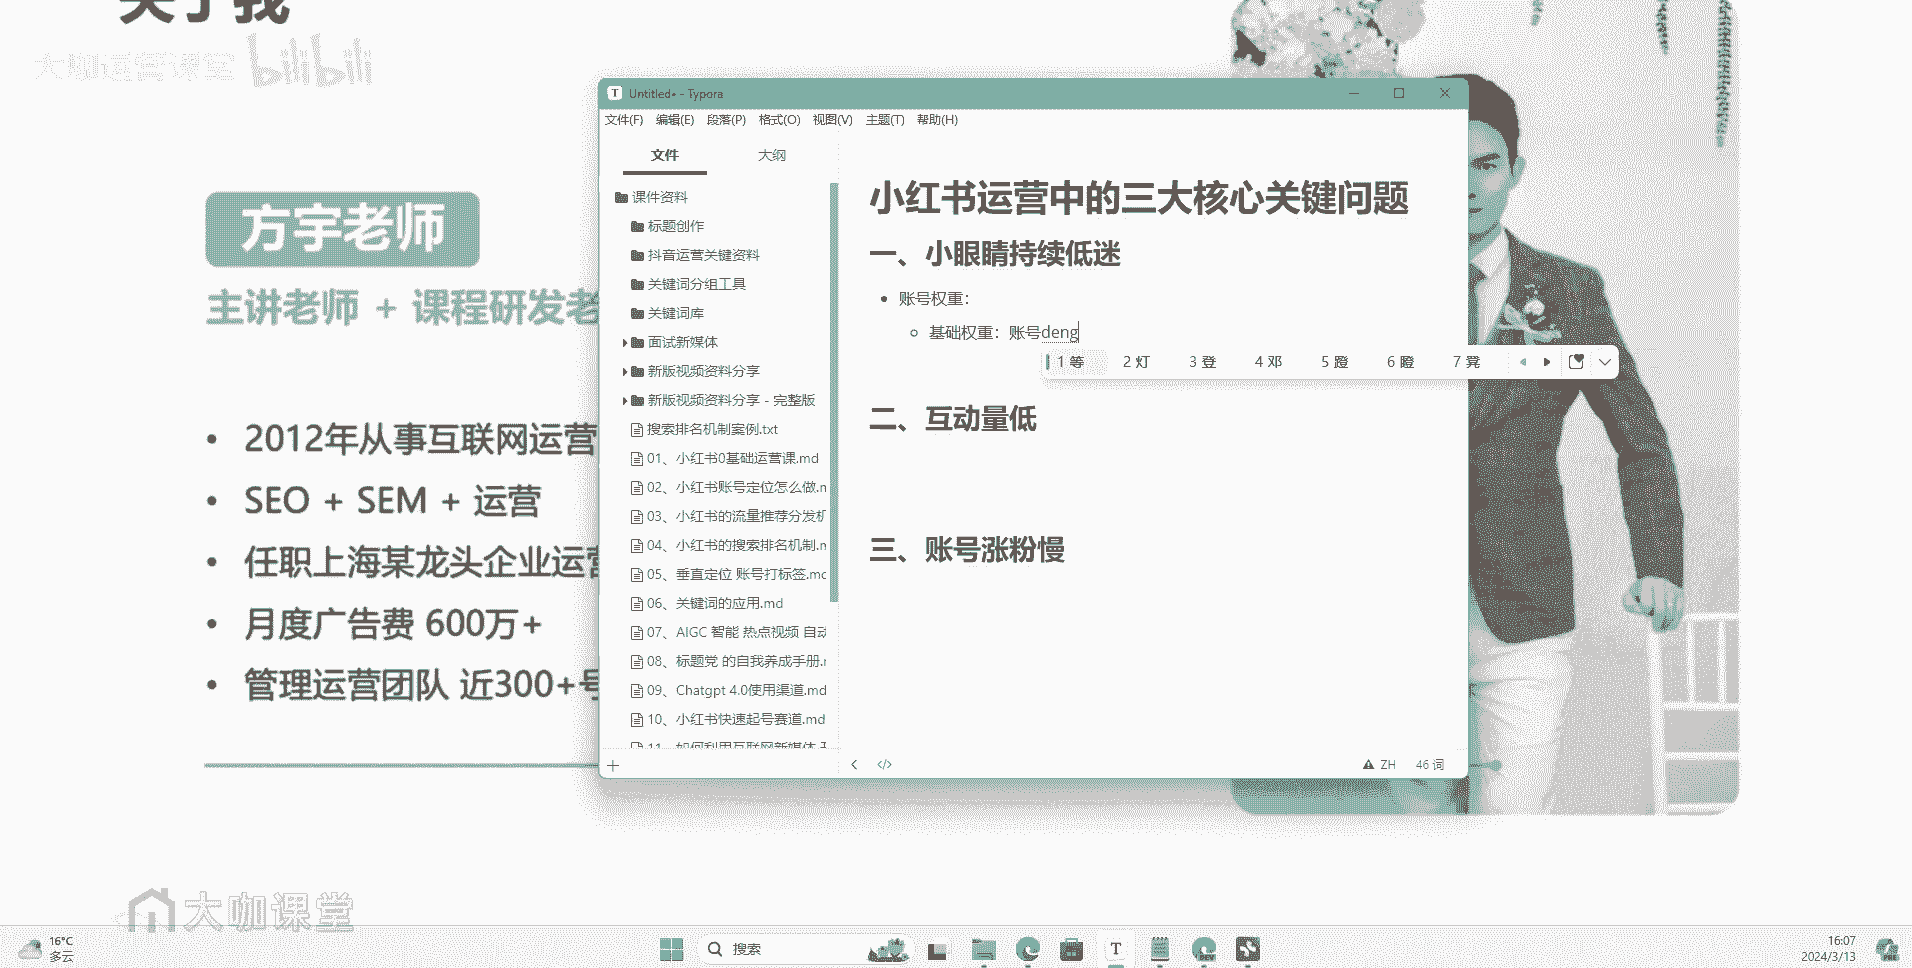 关于我
大咖运营课堂 bilibili
方宇老师
主讲老师 + 课程研发老
2012年从事互联网运营
SEO + SEM + 运营
任职上海某龙头企业运营
月度广告费 600万+
管理运营团队 近300+号
大咖课堂
Untitled• - Typora
文件(F) 编辑(E) 段落(P) 格式(O) 视图(V) 主题(T) 帮助(H)
文件 大纲
课件资料
标题创作
抖音运营关键资料
关键词分组工具
关键词库
面试新媒体
新版视频资料分享
新版视频资料分享 - 完整版
搜索排名机制案例.txt
01、小红书0基础运营课.md
02、小红书账号定位怎么做.m
03、小红书的流量推荐分发机
04、小红书的搜索排名机制.m
05、垂直定位 账号打标签.mc
06、关键词的应用.md
07、AIGC 智能 热点视频 自动
08、标题党 的自我养成手册.m
09、Chatgpt 4.0使用渠道.md
10、小红书快速起号赛道.md
11、如何利用互联网新媒体
小红书运营中的三大核心关键问题
一、小眼睛持续低迷
账号权重：
基础权重：账号deng
1 等 2 灯 3 登 4 邓 5 蹬 6 瞪 7 凳
二、互动量低
三、账号涨粉慢
ZH 46 词
16°C
多云
搜索
T
DEV
16:07
2024/3/13
PRE